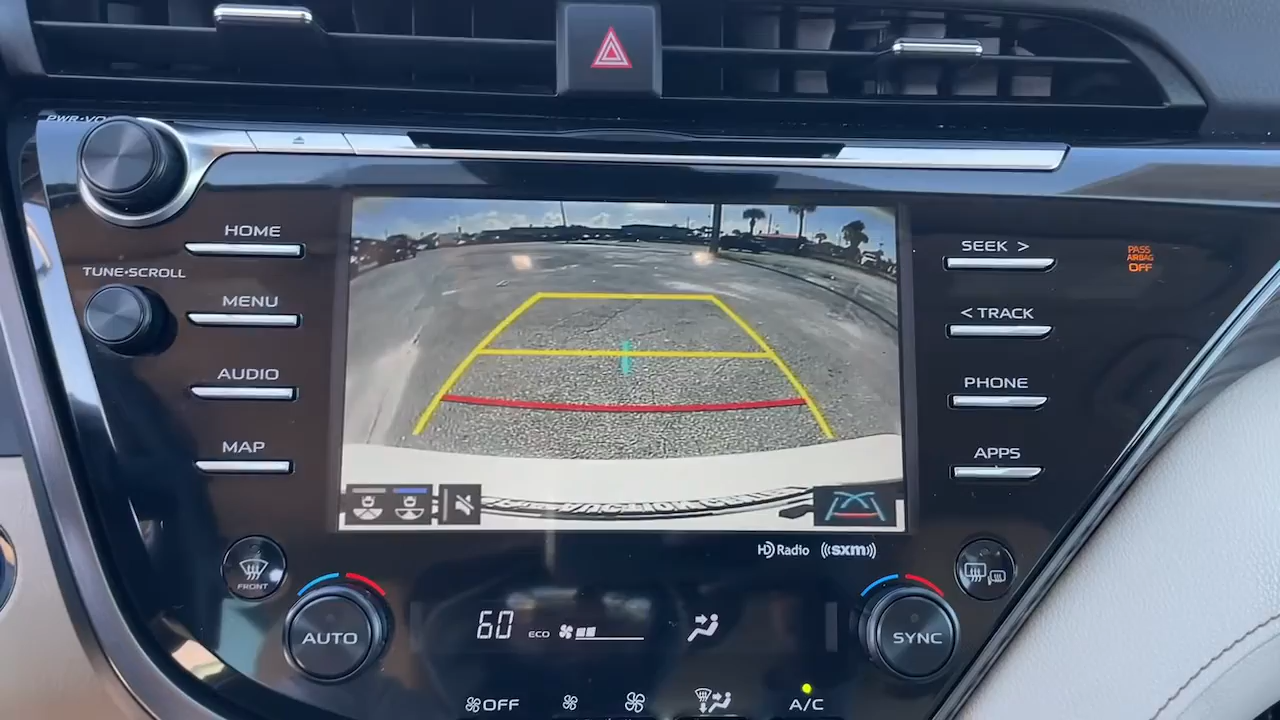 PWR·VO
HOME
TUNE·SCROLL
MENU
AUDIO
MAP
SEEK >
< TRACK
PHONE
APPS
PASS
AIRBAG
OFF
HD Radio
((sxm))
FRONT
AUTO
60
ECO
SYNC
OFF
A/C